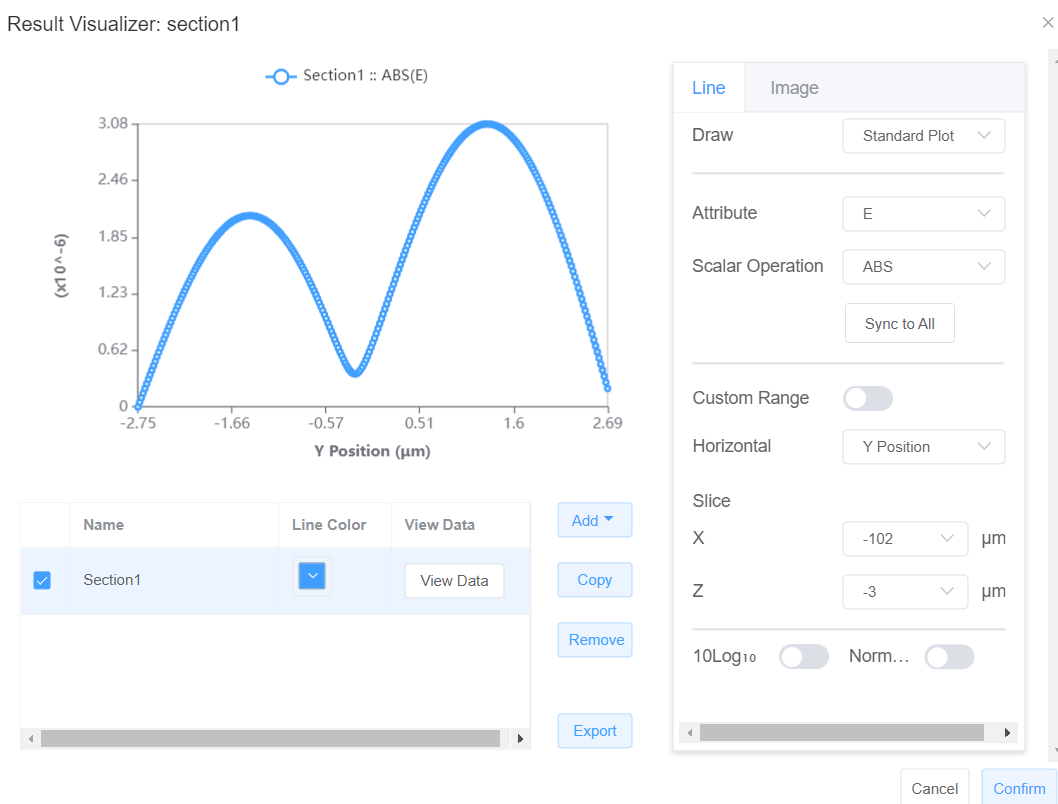 Result Visualizer: section1
Section1 :: ABS(E)
3.08
2.46
1.85
1.23
0.62
0
(x10^-6)
-2.75 -1.66 -0.57 0.51 1.6 2.69
Y Position (μm)
Name Line Color View Data
Section1 View Data
Add
Copy
Remove
Export
Line Image
Draw Standard Plot
Attribute E
Scalar Operation ABS
Sync to All
Custom Range
Horizontal Y Position
Slice
X -102 μm
Z -3 μm
10Log₁₀ Norm...
Cancel Confirm